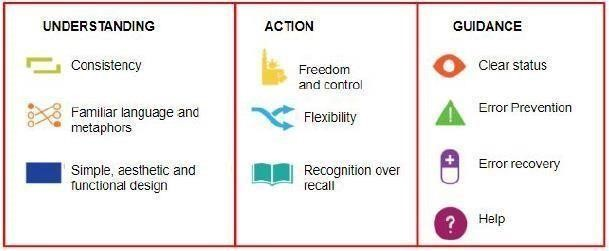 UNDERSTANDING
Consistency
Familiar language and
metaphors
Simple, aesthetic and
functional design
ACTION
Freedom
and control
Flexibility
Recognition over
recall
GUIDANCE
Clear status
Error Prevention
Error recovery
?
Help